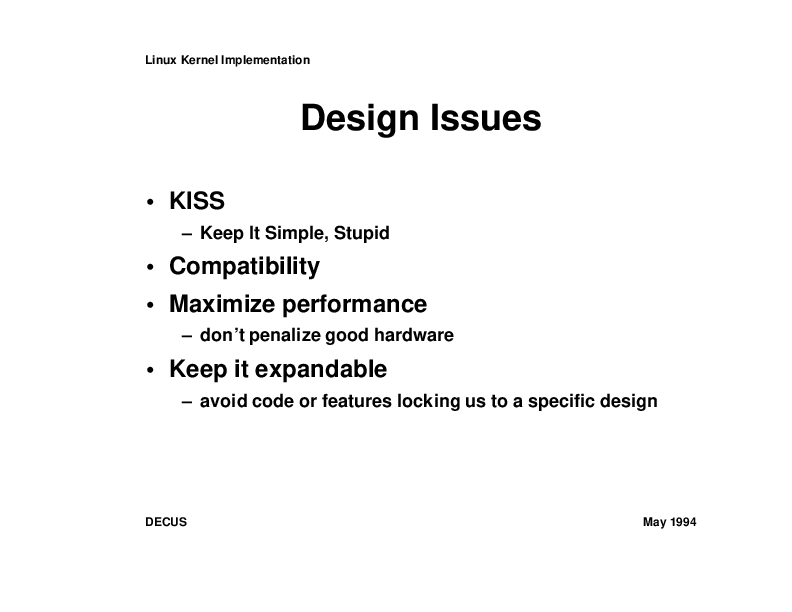 Linux Kernel Implementation
Design Issues
• KISS
– Keep It Simple, Stupid
• Compatibility
• Maximize performance
– don't penalize good hardware
• Keep it expandable
– avoid code or features locking us to a specific design
DECUS
May 1994